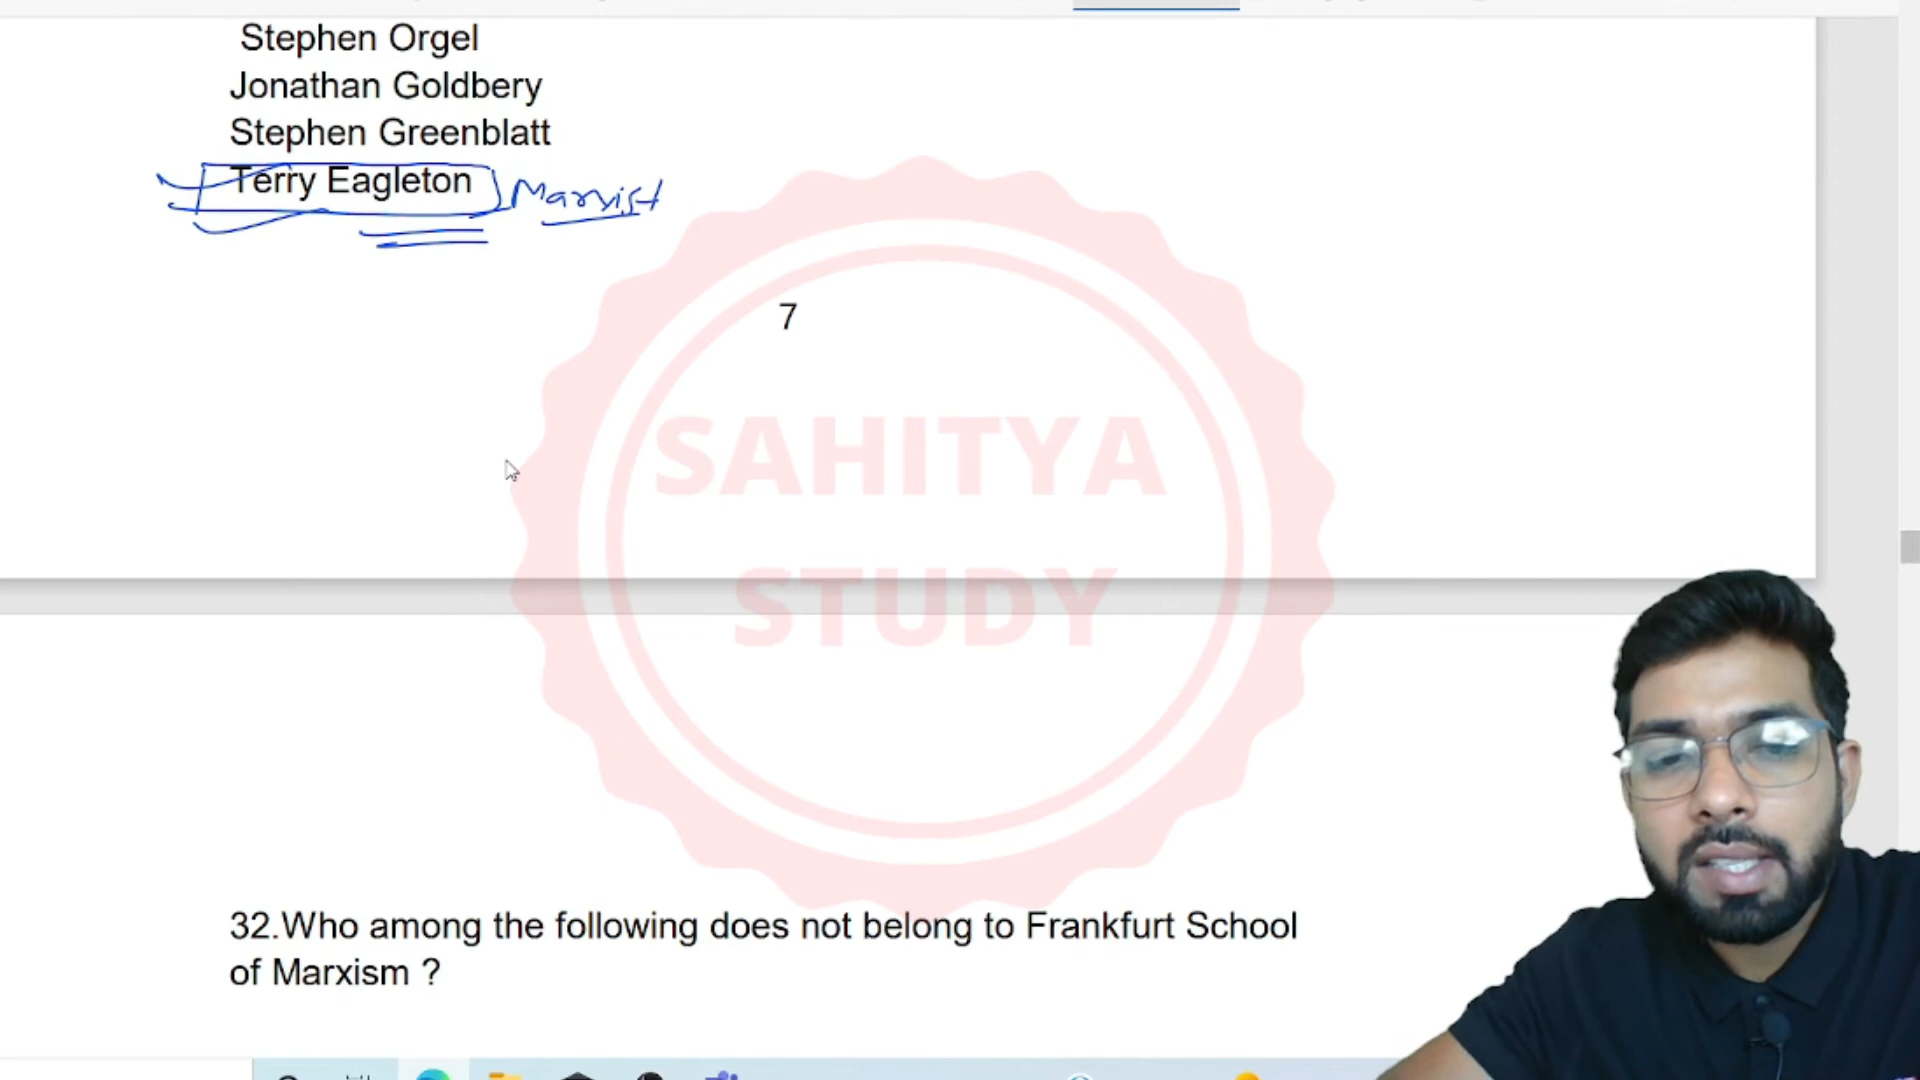 Stephen Orgel
Jonathan Goldbery
Stephen Greenblatt
Terry Eagleton Marxist
7
SAHITYA
STUDY
32.Who among the following does not belong to Frankfurt School
of Marxism ?